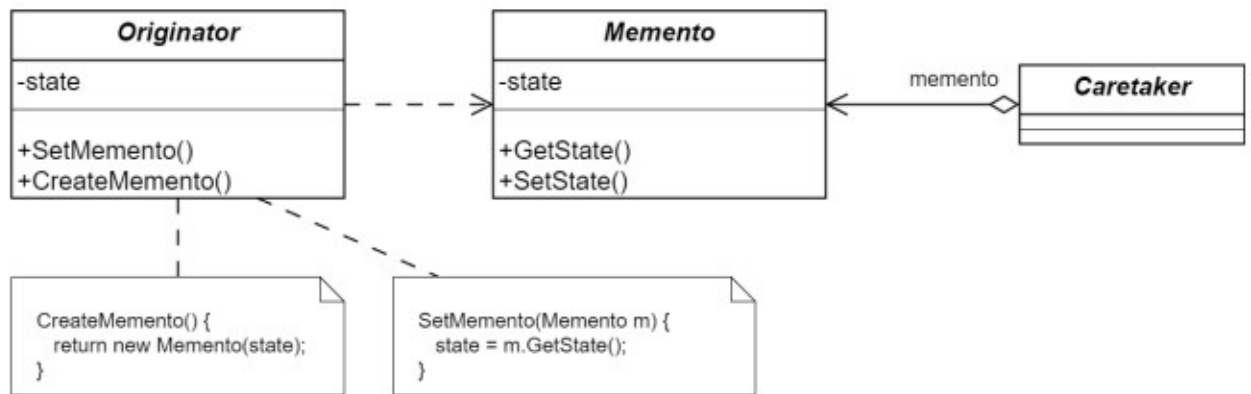 Originator
-state
+SetMemento()
+CreateMemento()
Memento
-state
+GetState()
+SetState()
memento
Caretaker
CreateMemento() {
return new Memento(state);
}
SetMemento(Memento m) {
state = m.GetState();
}